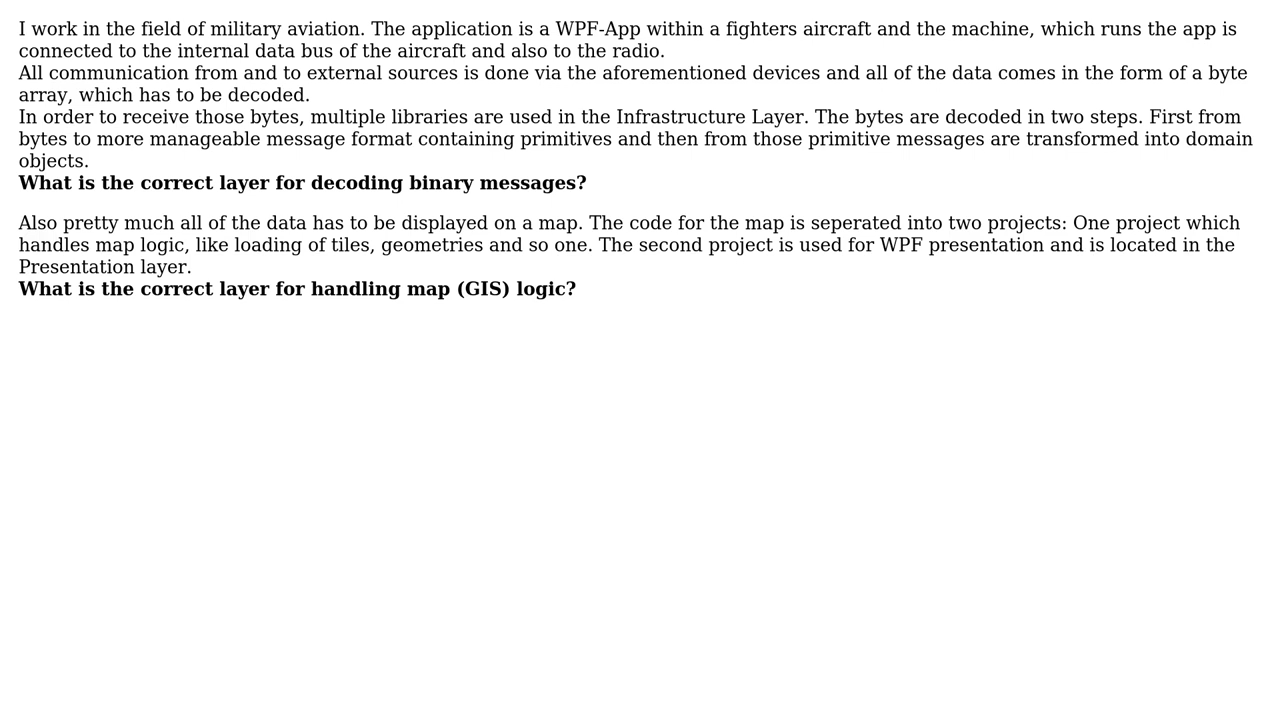 I work in the field of military aviation. The application is a WPF-App within a fighters aircraft and the machine, which runs the app is
connected to the internal data bus of the aircraft and also to the radio.
All communication from and to external sources is done via the aforementioned devices and all of the data comes in the form of a byte
array, which has to be decoded.
In order to receive those bytes, multiple libraries are used in the Infrastructure Layer. The bytes are decoded in two steps. First from
bytes to more manageable message format containing primitives and then from those primitive messages are transformed into domain
objects.
What is the correct layer for decoding binary messages?
Also pretty much all of the data has to be displayed on a map. The code for the map is seperated into two projects: One project which
handles map logic, like loading of tiles, geometries and so one. The second project is used for WPF presentation and is located in the
Presentation layer.
What is the correct layer for handling map (GIS) logic?